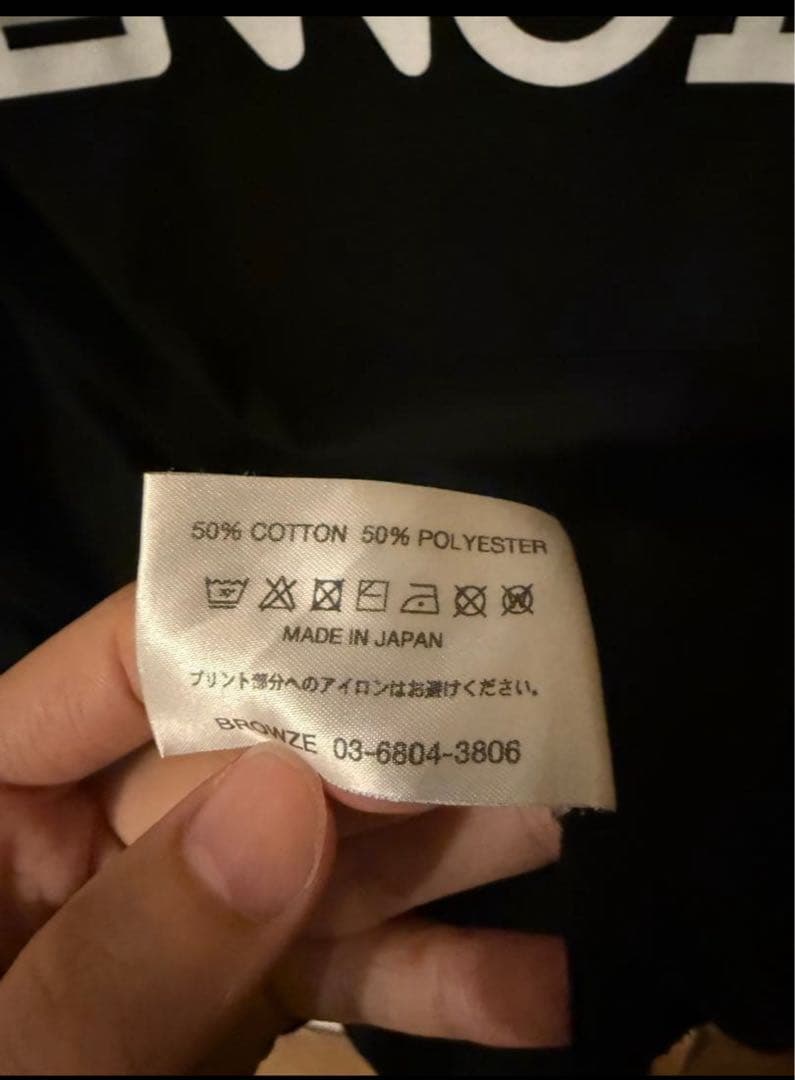 50% COTTON 50% POLYESTER
MADE IN JAPAN
プリント部分へのアイロンはお避けください。
BROWZE 03-6804-3806